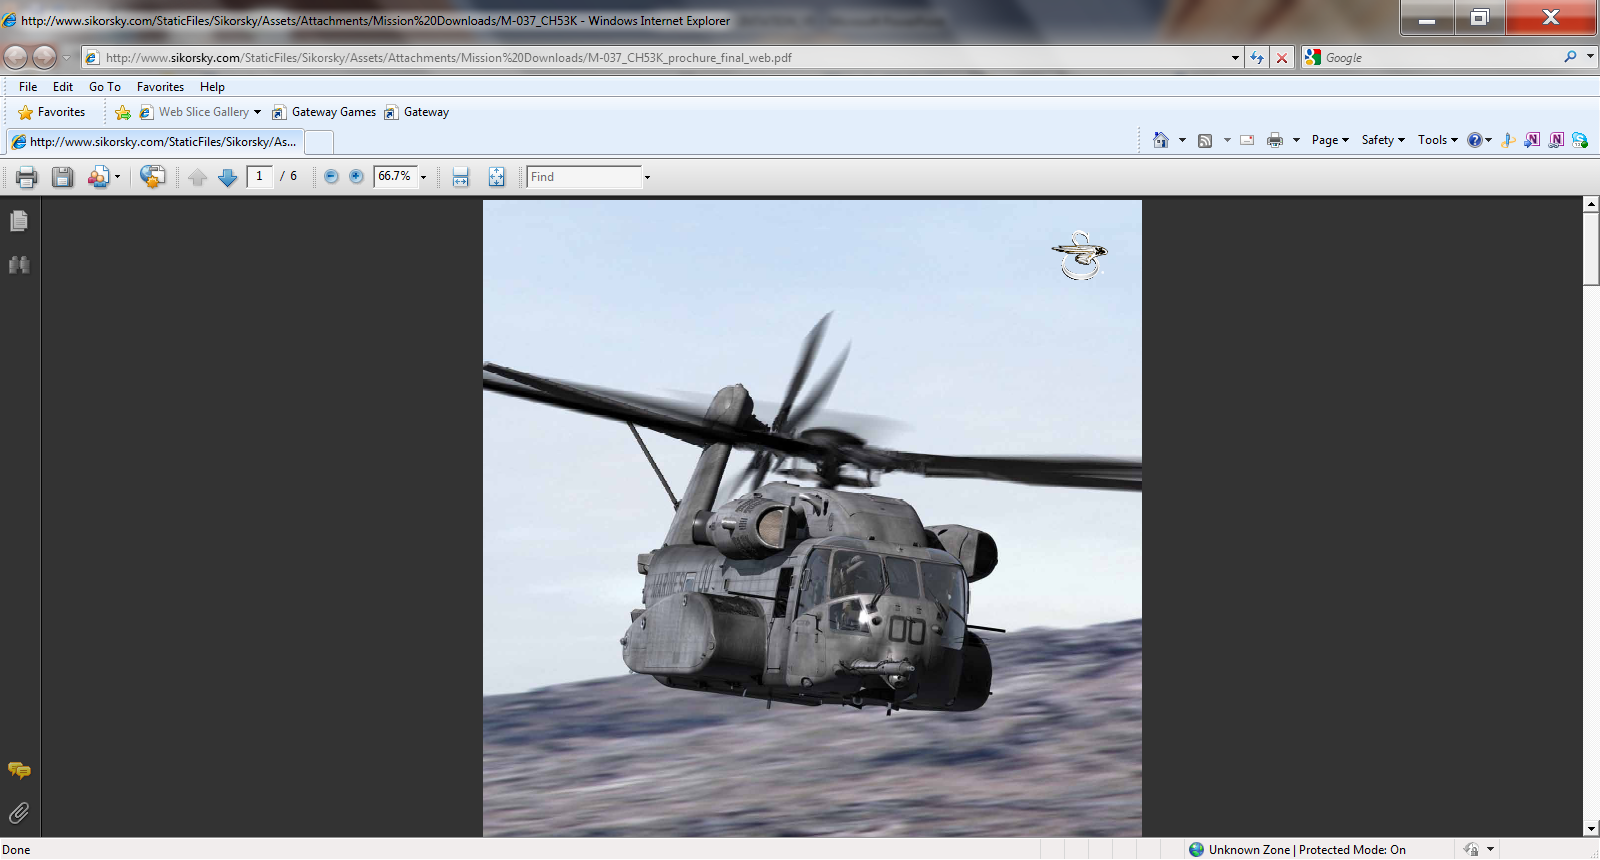 http://www.sikorsky.com/StaticFiles/Sikorsky/Assets/Attachments/Mission%20Downloads/M-037_CH53K - Windows Internet Explorer
http://www.sikorsky.com/StaticFiles/Sikorsky/Assets/Attachments/Mission%20Downloads/M-037_CH53K_prochure_final_web.pdf
Google
File Edit Go To Favorites Help
Favorites Web Slice Gallery Gateway Games Gateway
http://www.sikorsky.com/StaticFiles/Sikorsky/As...
Page Safety Tools
1 / 6 66.7% Find
MARINES
00
Done
Unknown Zone | Protected Mode: On